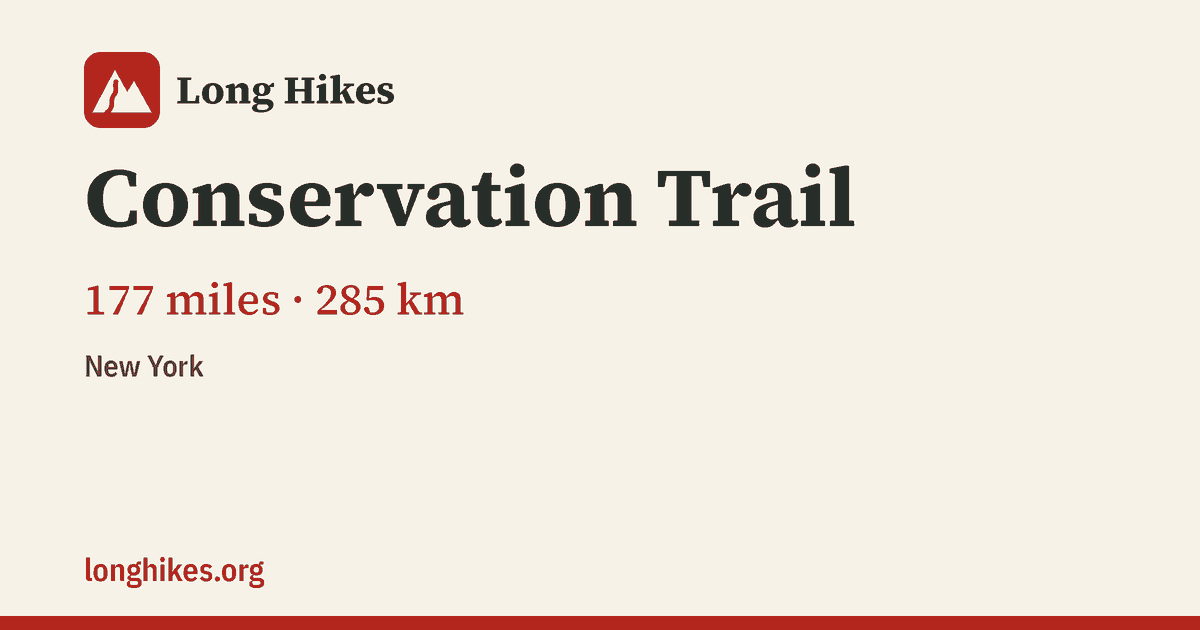 Long Hikes
Conservation Trail
177 miles · 285 km
New York
longhikes.org